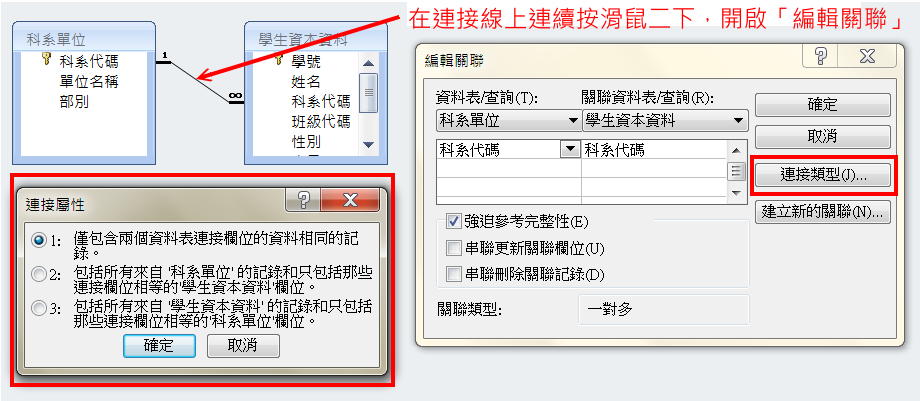 在連接線上連續按滑鼠二下，開啟「編輯關聯」
科系單位
科系代碼
單位名稱
部別
1
∞
學生資本資料
學號
姓名
科系代碼
班級代碼
性別
編輯關聯
資料表/查詢(T):
關聯資料表/查詢(R):
科系單位
學生資本資料
科系代碼
科系代碼
強迫參考完整性(E)
串聯更新關聯欄位(U)
串聯刪除關聯記錄(D)
關聯類型:
一對多
確定
取消
連接類型(J)...
建立新的關聯(N)...
連接屬性
1: 僅包含兩個資料表連接欄位的資料相同的記
錄。
2: 包括所有來自 '科系單位' 的記錄和只包括那些
連接欄位相等的'學生資本資料'欄位。
3: 包括所有來自 '學生資本資料' 的記錄和只包括
那些連接欄位相等的'科系單位'欄位。
確定
取消